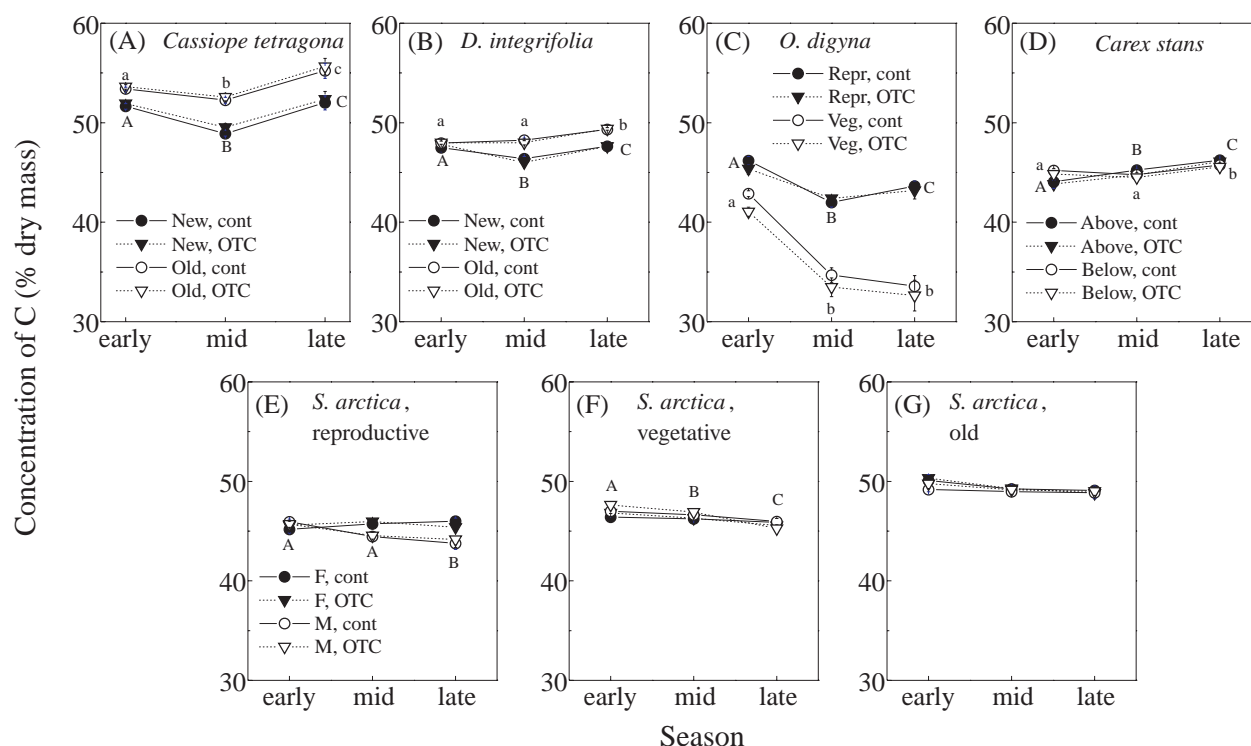 Concentration of C (% dry mass)
60
50
40
30
(A)
Cassiope tetragona
a
b
c
A
B
C
New, cont
New, OTC
Old, cont
Old, OTC
early
mid
late
60
50
40
30
(B)
D. integrifolia
a
a
b
A
B
C
New, cont
New, OTC
Old, cont
Old, OTC
early
mid
late
60
50
40
30
(C)
O. digyna
Repr, cont
Repr, OTC
Veg, cont
Veg, OTC
A
B
C
a
b
b
early
mid
late
60
50
40
30
(D)
Carex stans
a
A
B
a
C
b
Above, cont
Above, OTC
Below, cont
Below, OTC
early
mid
late
60
50
40
30
(E)
S. arctica,
reproductive
A
A
B
F, cont
F, OTC
M, cont
M, OTC
early
mid
late
60
50
40
30
(F)
S. arctica,
vegetative
A
B
C
early
mid
late
60
50
40
30
(G)
S. arctica,
old
early
mid
late
Season